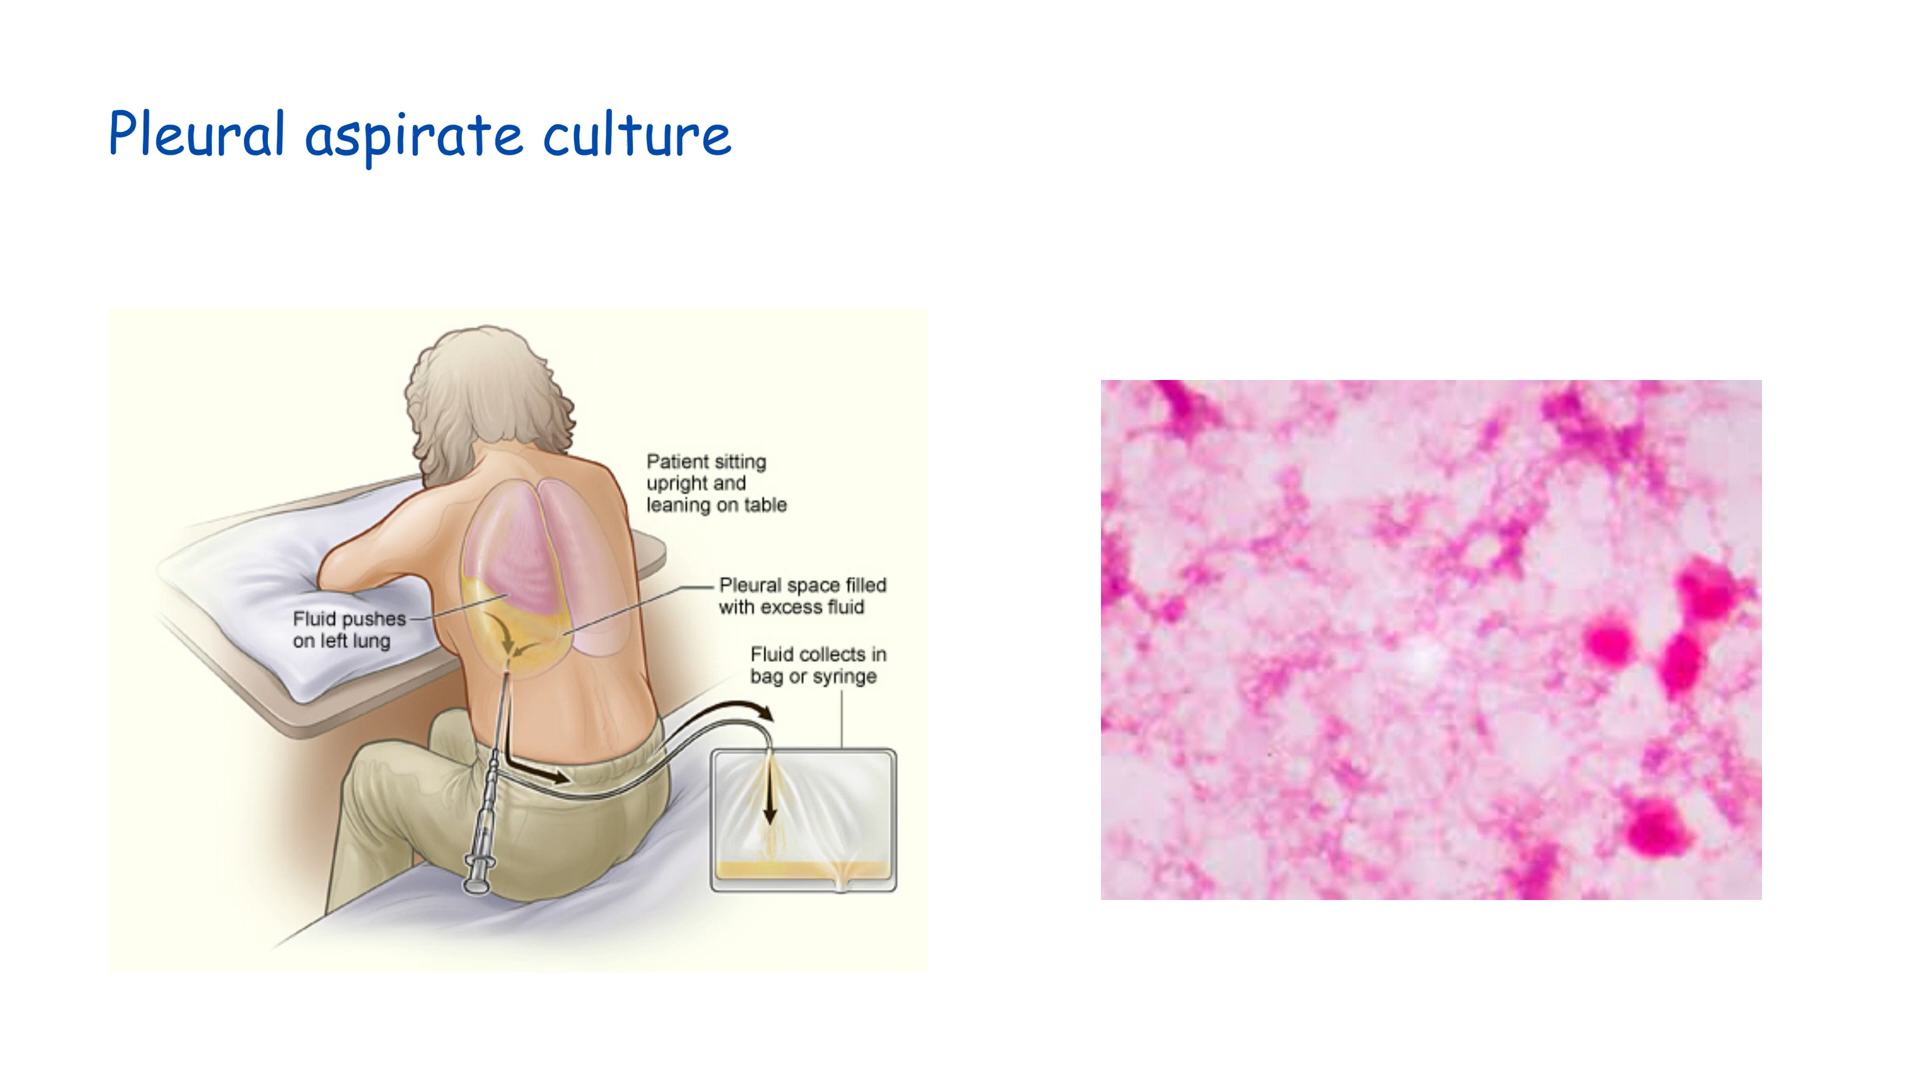 Pleural aspirate culture
Patient sitting
upright and
leaning on table
Pleural space filled
with excess fluid
Fluid pushes
on left lung
Fluid collects in
bag or syringe